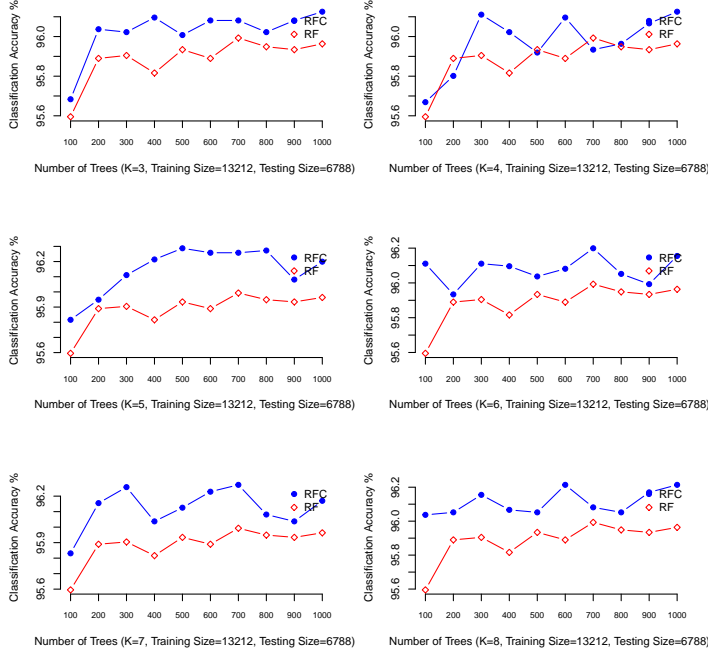 Classification Accuracy %
96.0
95.8
95.6
RFC
RF
100 200 300 400 500 600 700 800 900 1000
Number of Trees (K=3, Training Size=13212, Testing Size=6788)
Classification Accuracy %
96.0
95.8
95.6
RFC
RF
100 200 300 400 500 600 700 800 900 1000
Number of Trees (K=4, Training Size=13212, Testing Size=6788)
Classification Accuracy %
96.2
95.9
95.6
RFC
RF
100 200 300 400 500 600 700 800 900 1000
Number of Trees (K=5, Training Size=13212, Testing Size=6788)
Classification Accuracy %
96.2
96.0
95.8
95.6
RFC
RF
100 200 300 400 500 600 700 800 900 1000
Number of Trees (K=6, Training Size=13212, Testing Size=6788)
Classification Accuracy %
96.2
95.9
95.6
RFC
RF
100 200 300 400 500 600 700 800 900 1000
Number of Trees (K=7, Training Size=13212, Testing Size=6788)
Classification Accuracy %
96.2
96.0
95.8
95.6
RFC
RF
100 200 300 400 500 600 700 800 900 1000
Number of Trees (K=8, Training Size=13212, Testing Size=6788)